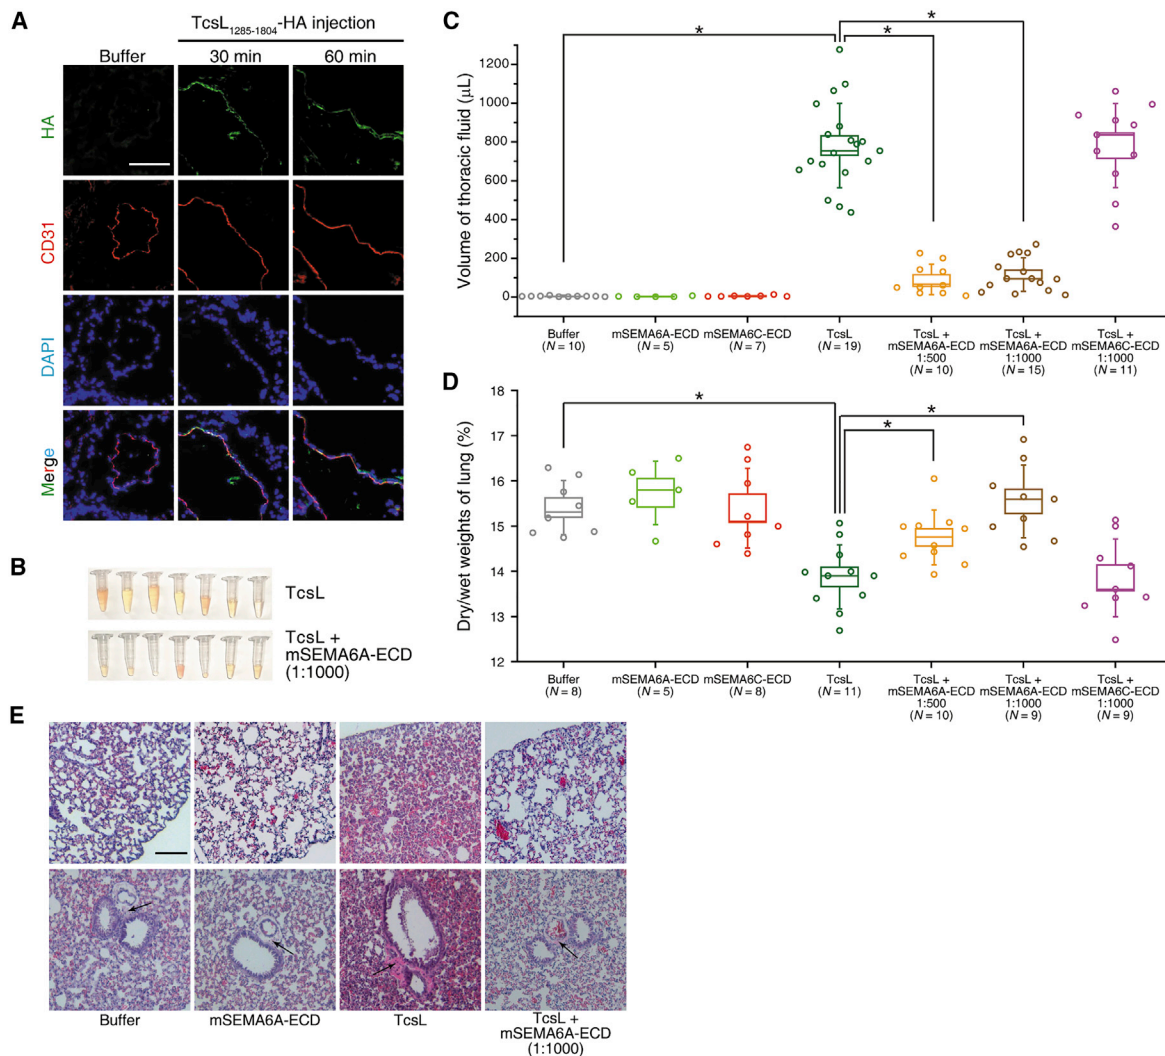 A
TcsL1285-1804-HA injection
Buffer
30 min
60 min
HA
CD31
DAPI
Merge
B
TcsL
TcsL +
mSEMA6A-ECD
(1:1000)
C
Volume of thoracic fluid (µL)
1200
1000
800
600
400
200
0
*
*
*
Buffer
(N = 10)
mSEMA6A-ECD
(N = 5)
mSEMA6C-ECD
(N = 7)
TcsL
(N = 19)
TcsL +
mSEMA6A-ECD
1:500
(N = 10)
TcsL +
mSEMA6A-ECD
1:1000
(N = 15)
TcsL +
mSEMA6C-ECD
1:1000
(N = 11)
D
Dry/wet weights of lung (%)
18
17
16
15
14
13
12
*
*
*
Buffer
(N = 8)
mSEMA6A-ECD
(N = 5)
mSEMA6C-ECD
(N = 8)
TcsL
(N = 11)
TcsL +
mSEMA6A-ECD
1:500
(N = 10)
TcsL +
mSEMA6A-ECD
1:1000
(N = 9)
TcsL +
mSEMA6C-ECD
1:1000
(N = 9)
E
Buffer
mSEMA6A-ECD
TcsL
TcsL +
mSEMA6A-ECD
(1:1000)